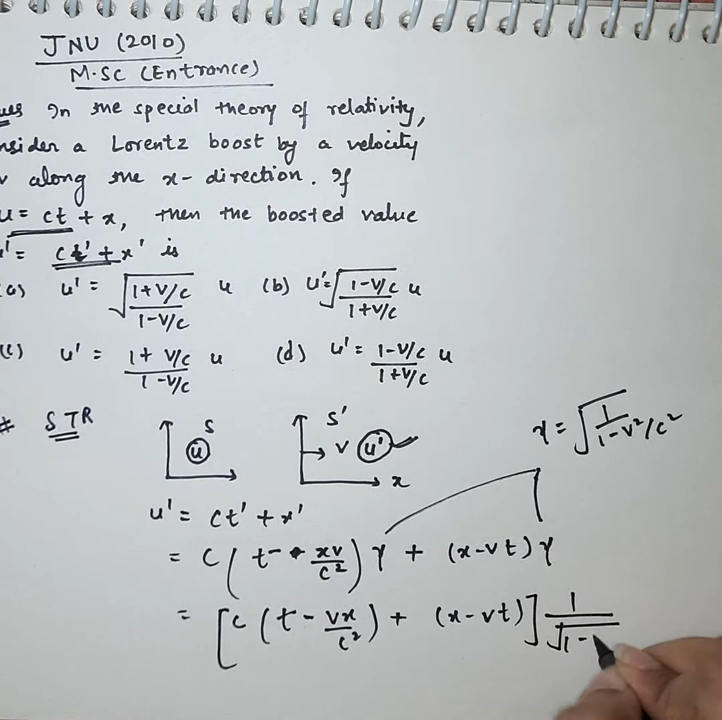 JNU (2010)
M.Sc (Entrance)
In the special theory of relativity,
a Lorentz boost by a velocity
along the x-direction. If
u = ct + x, then the boosted value
u' = ct' + x' is
(a) u' = √((1+v/c)/(1-v/c)) u (b) u' = √((1-v/c)/(1+v/c)) u
(c) u' = (1+v/c)/(1-v/c) u (d) u' = (1-v/c)/(1+v/c) u
# STR
S u S' v u' x
γ = √(1/(1-v²/c²))
u' = ct' + x'
= c(t - xv/c²)γ + (x-vt)γ
= [c(t - vx/c²) + (x-vt)] 1/√(1-